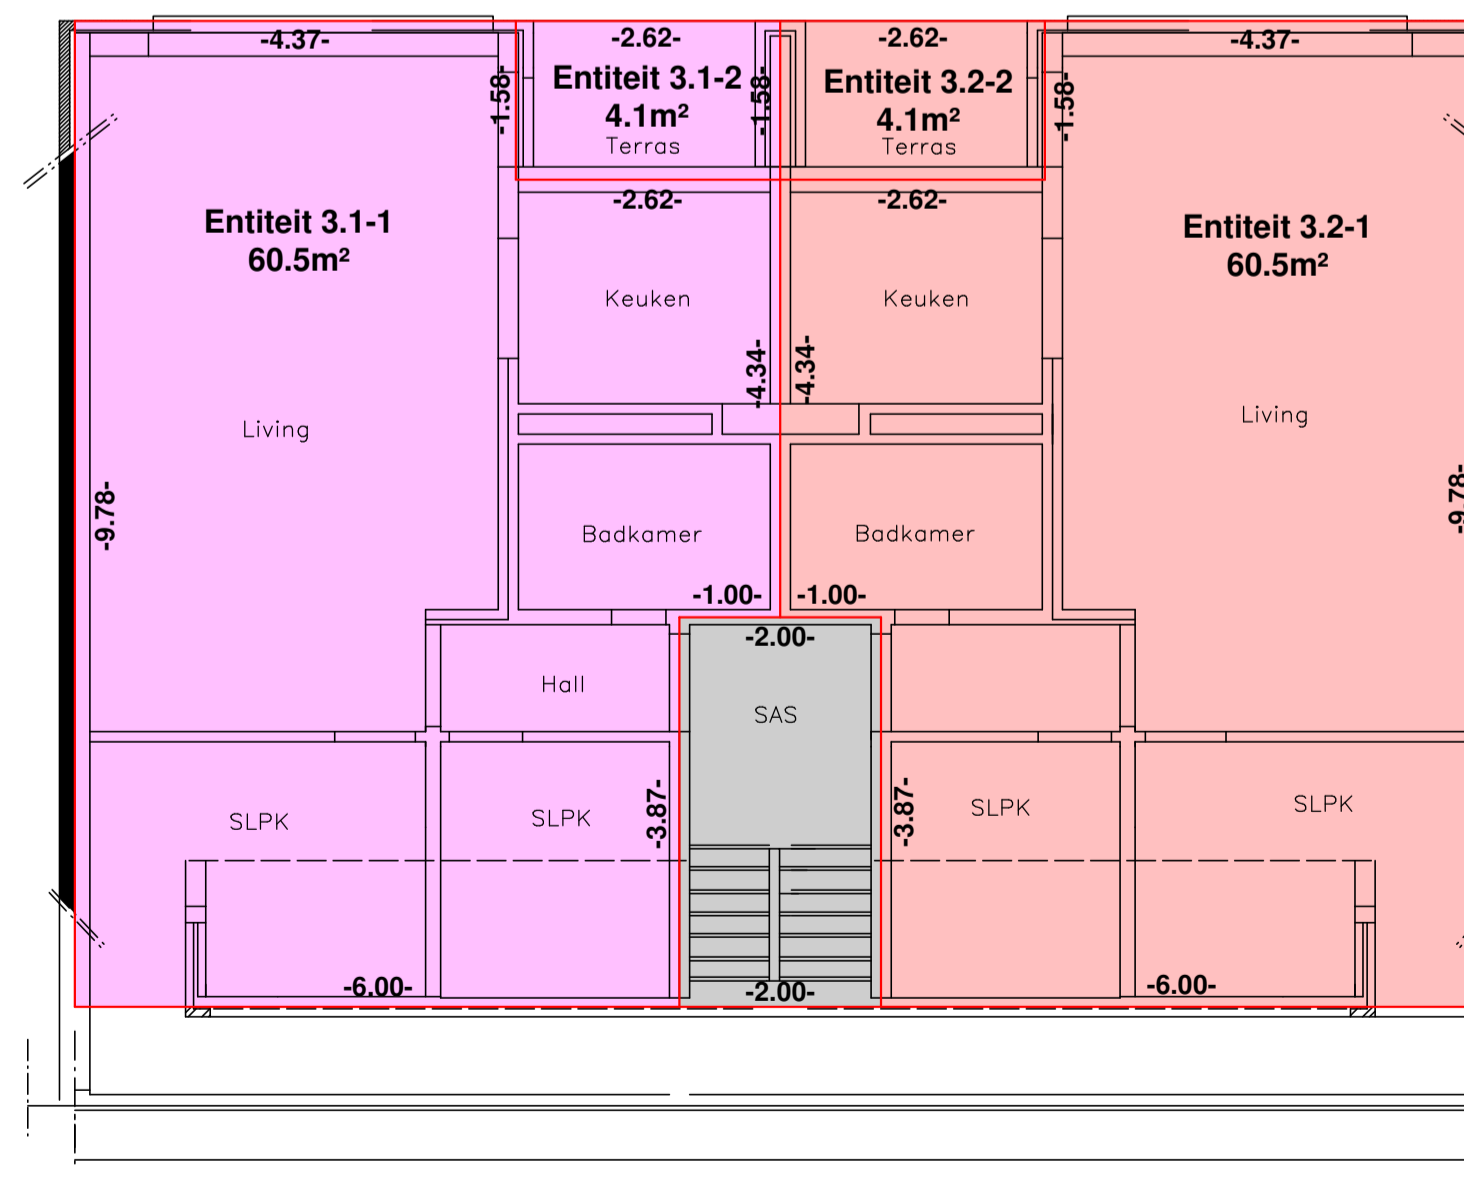 -4.37-
-2.62-
-2.62-
-4.37-
-1.58-
Entiteit 3.1-2
4.1m²
Terras
-1.58-
Entiteit 3.2-2
4.1m²
Terras
-1.58-
-2.62-
-2.62-
Entiteit 3.1-1
60.5m²
Entiteit 3.2-1
60.5m²
Keuken
Keuken
-4.34-
-4.34-
Living
Living
-9.78-
-9.78-
Badkamer
Badkamer
-1.00-
-1.00-
-2.00-
Hall
SAS
SLPK
SLPK
-3.87-
-3.87-
SLPK
SLPK
-6.00-
-2.00-
-6.00-